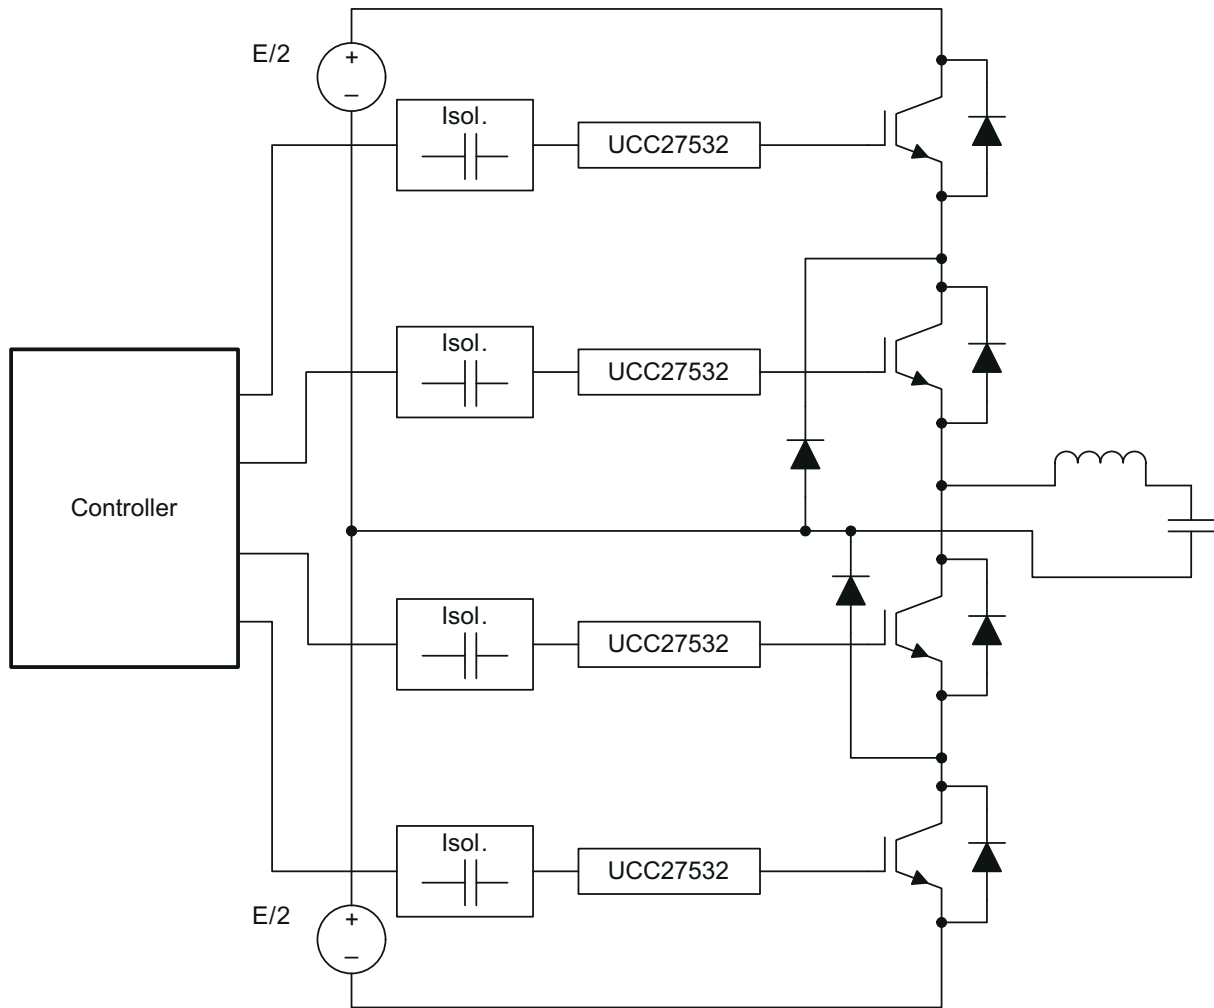 E/2
+
−
Isol.
UCC27532
Isol.
UCC27532
Controller
Isol.
UCC27532
Isol.
UCC27532
E/2
+
−